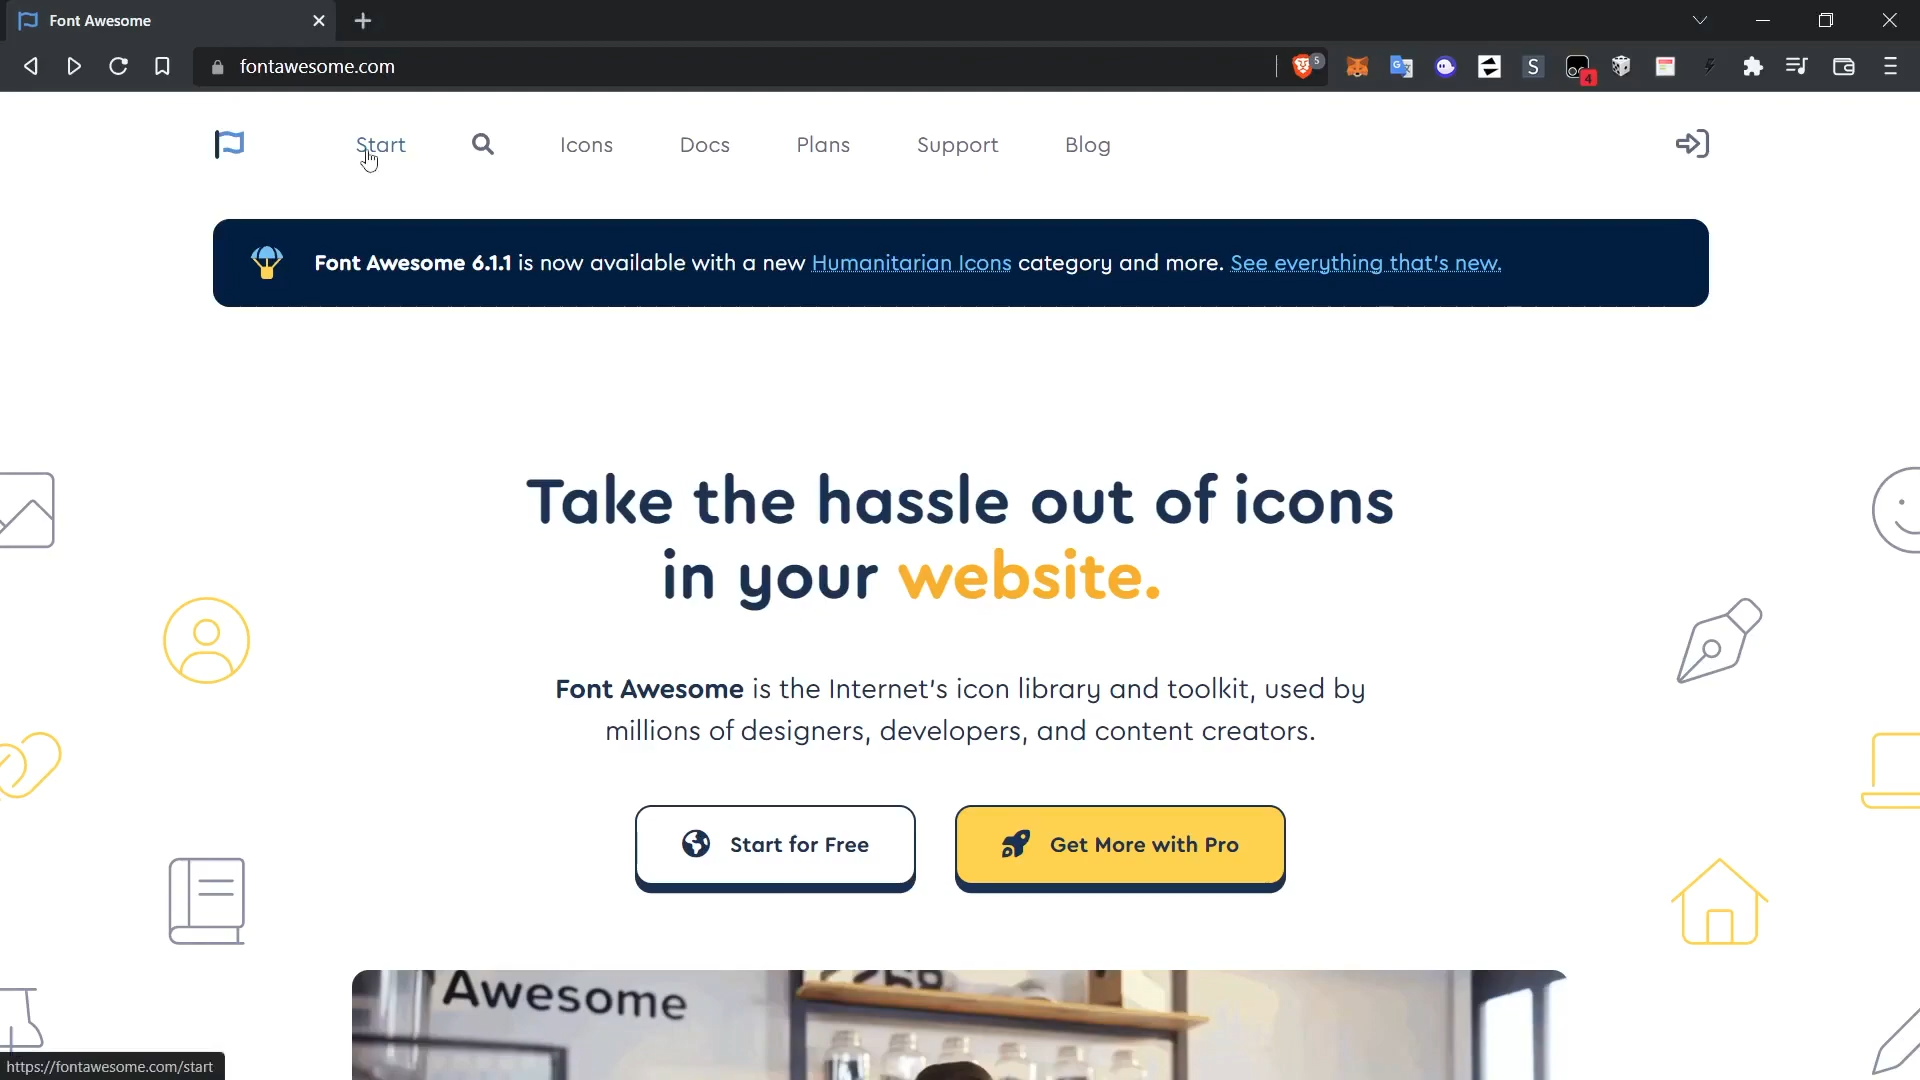 Font Awesome
fontawesome.com
5
S
4
Start
Icons
Docs
Plans
Support
Blog
Font Awesome 6.1.1 is now available with a new Humanitarian Icons category and more. See everything that's new.
Take the hassle out of icons
in your website.
Font Awesome is the Internet's icon library and toolkit, used by
millions of designers, developers, and content creators.
Start for Free
Get More with Pro
Awesome
https://fontawesome.com/start